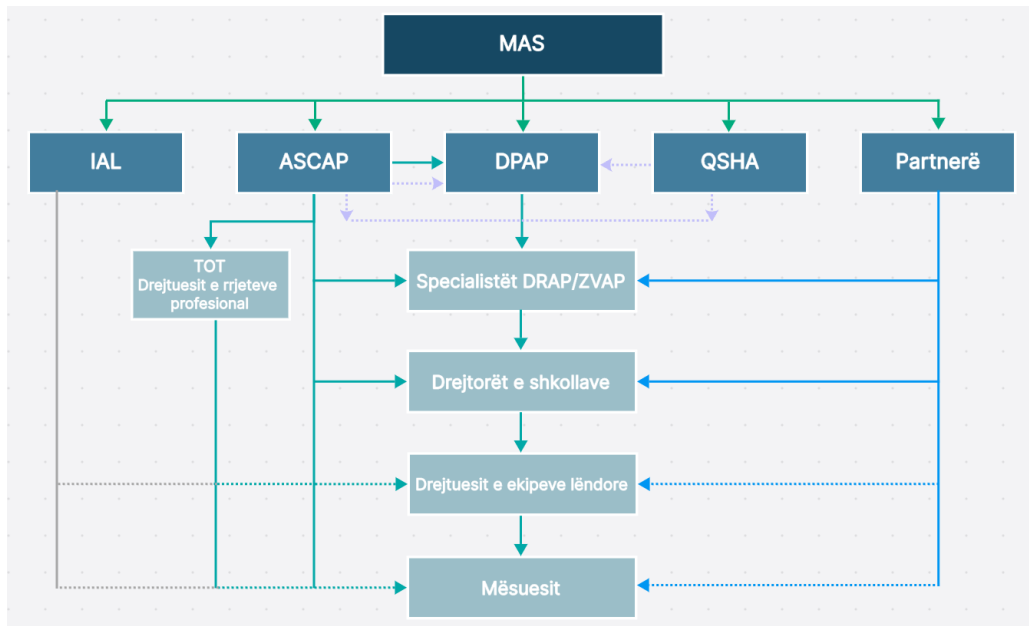 MAS
IAL
ASCAP
DPAP
QSHA
Partnerë
TOT
Drejtuesit e rrjeteve
profesional
Specialistët DRAP/ZVAP
Drejtorët e shkollave
Drejtuesit e ekipeve lëndore
Mësuesit